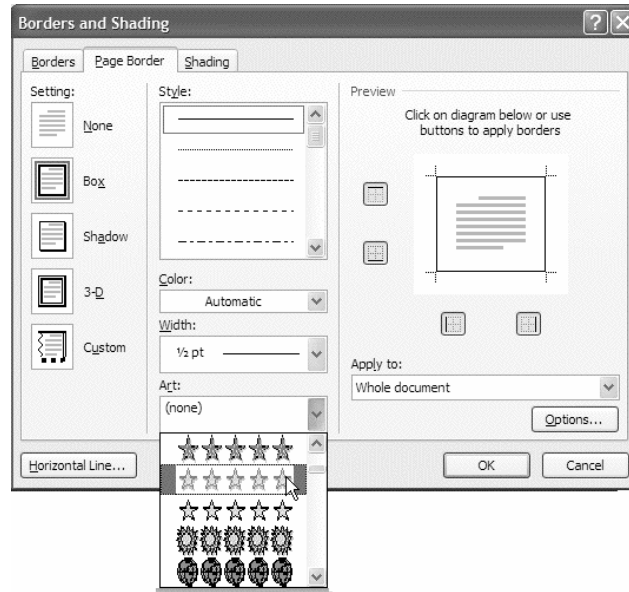 Borders and Shading
Borders Page Border Shading
Setting:
None
Box
Shadow
3-D
Custom
Style:
Color:
Automatic
Width:
½ pt
Art:
(none)
Preview
Click on diagram below or use
buttons to apply borders
Apply to:
Whole document
Options...
Horizontal Line...
OK Cancel